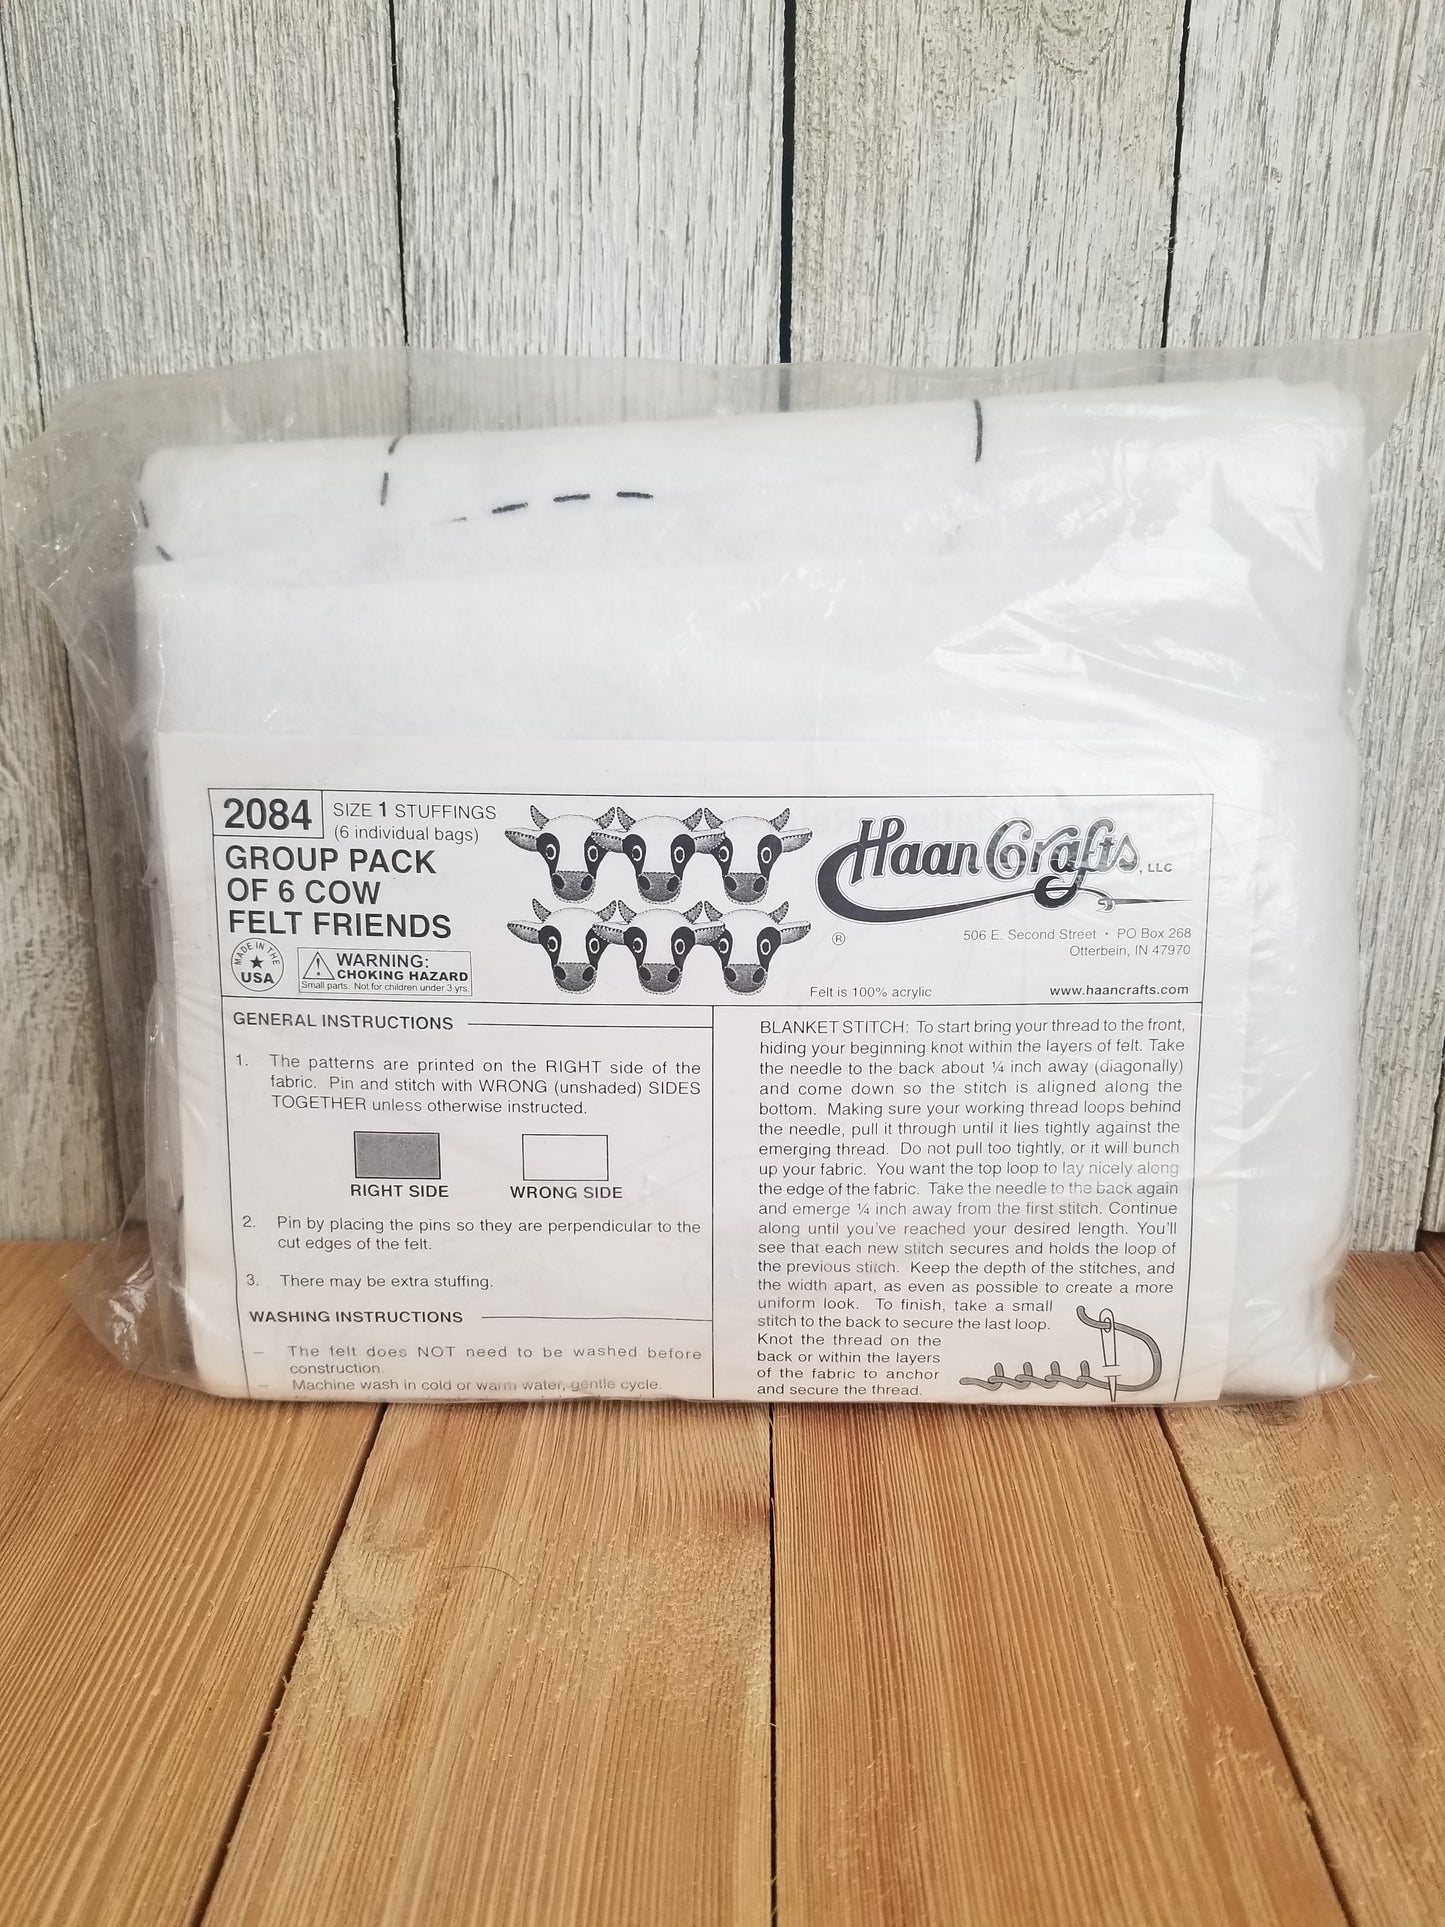 2084
SIZE 1 STUFFINGS
(6 individual bags)
GROUP PACK
OF 6 COW
FELT FRIENDS
MADE IN THE
USA
WARNING:
CHOKING HAZARD
Small parts. Not for children under 3 yrs.
HaanCrafts, LLC
®
506 E. Second Street • PO Box 268
Otterbein, IN 47970
Felt is 100% acrylic
www.haancrafts.com
GENERAL INSTRUCTIONS
1. The patterns are printed on the RIGHT side of the
fabric. Pin and stitch with WRONG (unshaded) SIDES
TOGETHER unless otherwise instructed.
RIGHT SIDE
WRONG SIDE
2. Pin by placing the pins so they are perpendicular to the
cut edges of the felt.
3. There may be extra stuffing.
WASHING INSTRUCTIONS
– The felt does NOT need to be washed before
construction.
– Machine wash in cold or warm water, gentle cycle.
BLANKET STITCH: To start bring your thread to the front,
hiding your beginning knot within the layers of felt. Take
the needle to the back about ¼ inch away (diagonally)
and come down so the stitch is aligned along the
bottom. Making sure your working thread loops behind
the needle, pull it through until it lies tightly against the
emerging thread. Do not pull too tightly, or it will bunch
up your fabric. You want the top loop to lay nicely along
the edge of the fabric. Take the needle to the back again
and emerge ¼ inch away from the first stitch. Continue
along until you've reached your desired length. You'll
see that each new stitch secures and holds the loop of
the previous stitch. Keep the depth of the stitches, and
the width apart, as even as possible to create a more
uniform look. To finish, take a small
stitch to the back to secure the last loop.
Knot the thread on the
back or within the layers
of the fabric to anchor
and secure the thread.